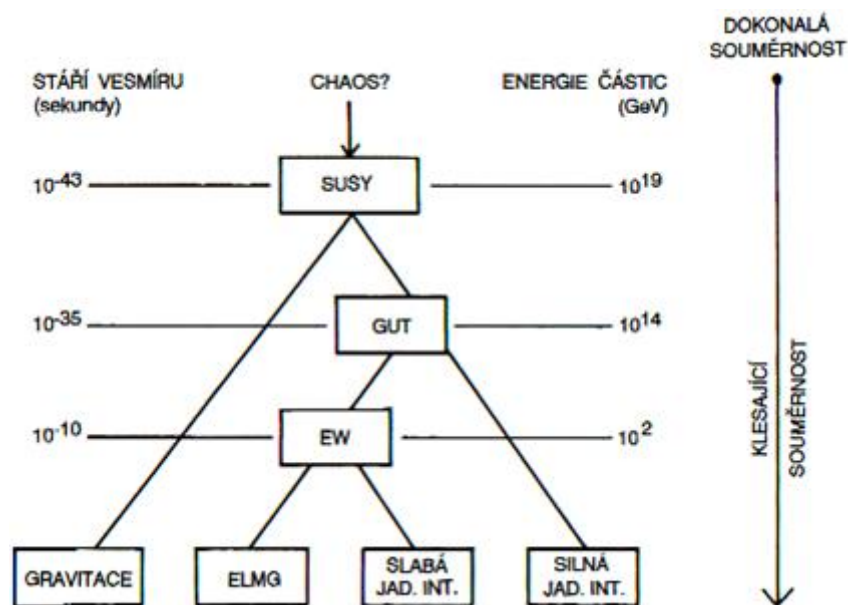 DOKONALÁ
SOUMĚRNOST
STÁŘÍ VESMÍRU
(sekundy)
CHAOS?
ENERGIE ČÁSTIC
(GeV)
10⁻⁴³
SUSY
10¹⁹
10⁻³⁵
GUT
10¹⁴
KLESAJÍCÍ
SOUMĚRNOST
10⁻¹⁰
EW
10²
GRAVITACE
ELMG
SLABÁ
JAD. INT.
SILNÁ
JAD. INT.